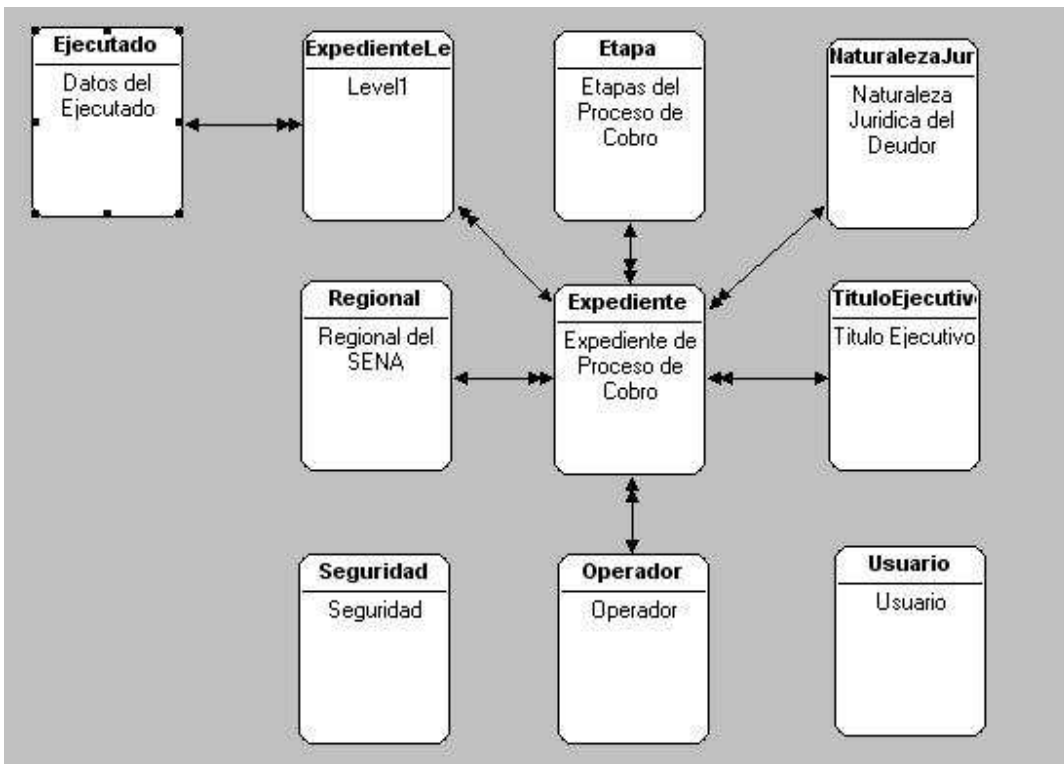 Ejecutado
Datos del
Ejecutado
ExpedienteLe
Level1
Etapa
Etapas del
Proceso de
Cobro
NaturalezaJur
Naturaleza
Juridica del
Deudor
Regional
Regional del
SENA
Expediente
Expediente de
Proceso de
Cobro
TituloEjecutiv
Titulo Ejecutivo
Seguridad
Seguridad
Operador
Operador
Usuario
Usuario